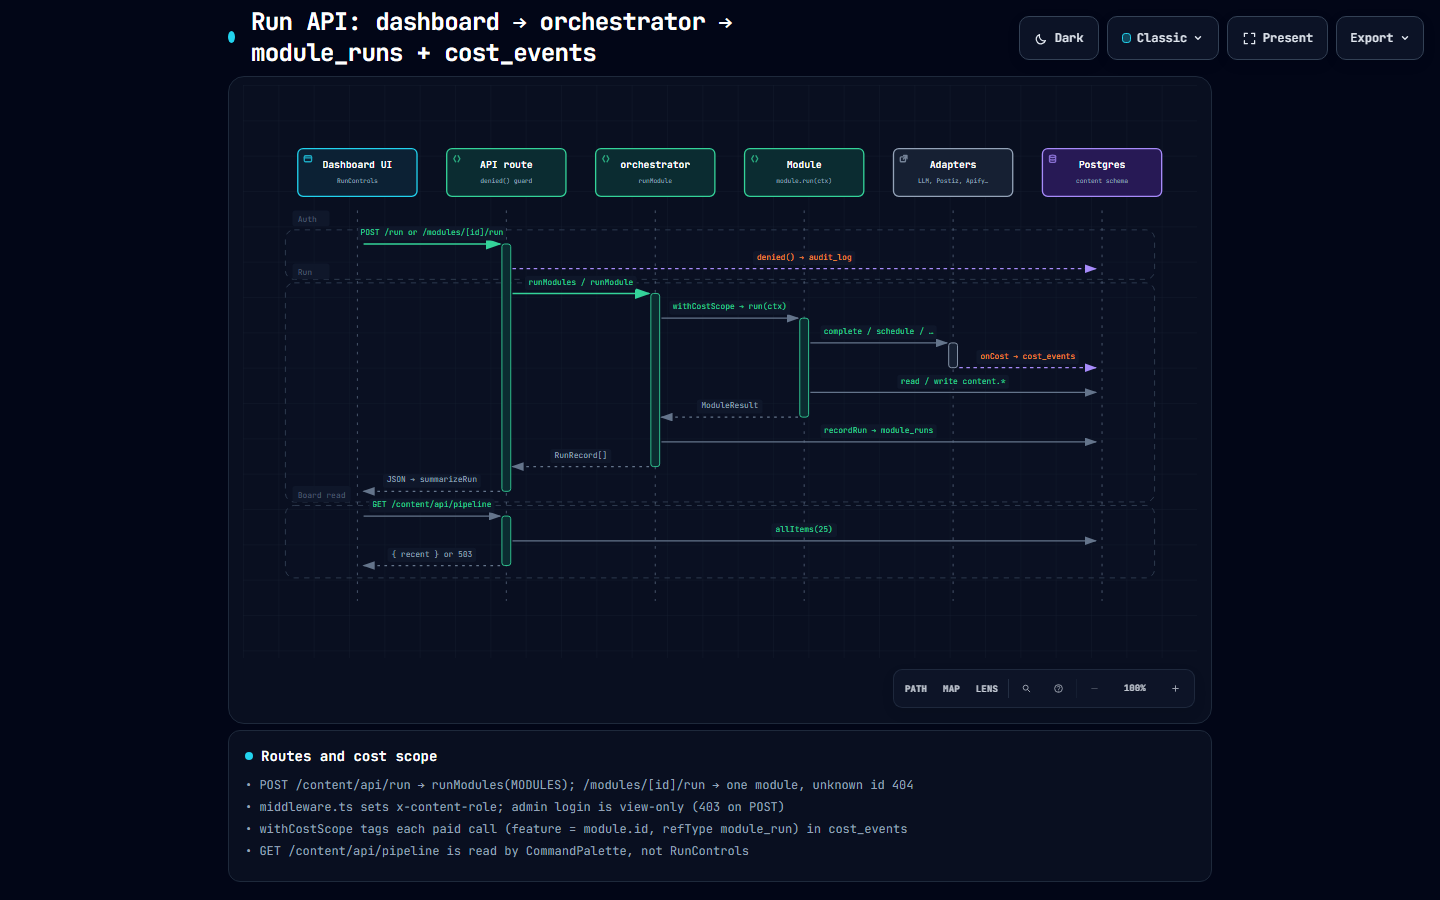 Run API: dashboard → orchestrator →
module_runs + cost_events
Dark
Classic
Present
Export
Dashboard UI
RunControls
API route
denied() guard
orchestrator
runModule
Module
module.run(ctx)
Adapters
LLM, Postiz, Apify…
Postgres
content schema
Auth
POST /run or /modules/[id]/run
denied() → audit_log
Run
runModules / runModule
withCostScope → run(ctx)
complete / schedule / …
onCost → cost_events
read / write content.*
ModuleResult
recordRun → module_runs
RunRecord[]
JSON → summarizeRun
Board read
GET /content/api/pipeline
allItems(25)
{ recent } or 503
PATH
MAP
LENS
100%
Routes and cost scope
• POST /content/api/run → runModules(MODULES); /modules/[id]/run → one module, unknown id 404
• middleware.ts sets x-content-role; admin login is view-only (403 on POST)
• withCostScope tags each paid call (feature = module.id, refType module_run) in cost_events
• GET /content/api/pipeline is read by CommandPalette, not RunControls